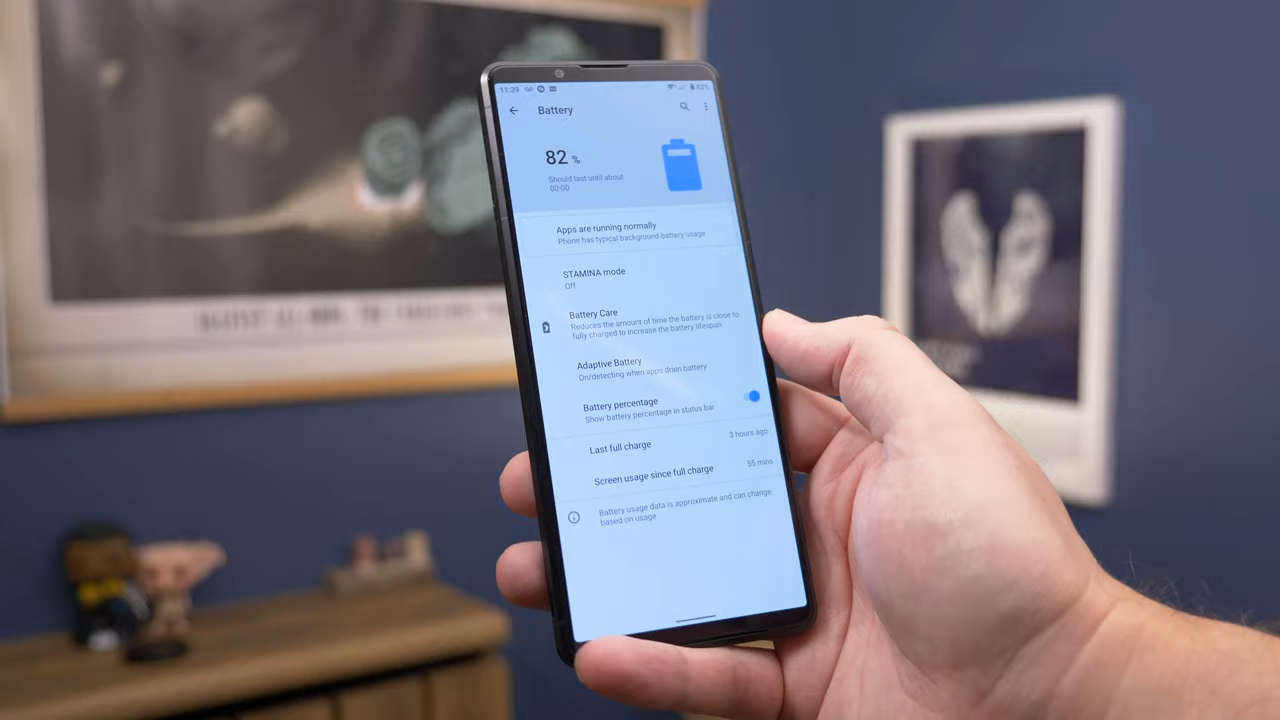 11:39
82%
Battery
82 %
Should last until about
00:00
Apps are running normally
Phone has typical background battery usage
STAMINA mode
Off
Battery Care
Reduces the amount of time the battery is close to
fully charged to increase the battery lifespan
Adaptive Battery
On/detecting when apps drain battery
Battery percentage
Show battery percentage in status bar
Last full charge
3 hours ago
Screen usage since full charge
55 mins
Battery usage data is approximate and can change
based on usage